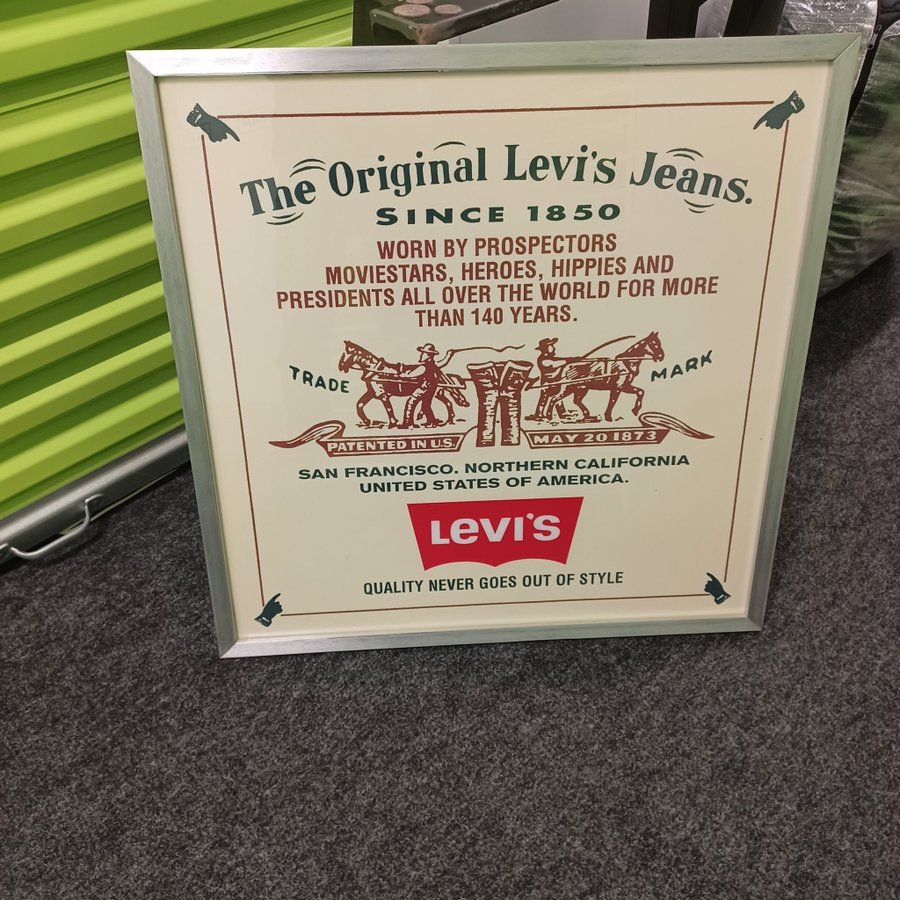 The Original Levi's Jeans.
SINCE 1850
WORN BY PROSPECTORS
MOVIESTARS, HEROES, HIPPIES AND
PRESIDENTS ALL OVER THE WORLD FOR MORE
THAN 140 YEARS.
TRADE MARK
PATENTED IN U.S. MAY 20 1873
SAN FRANCISCO. NORTHERN CALIFORNIA
UNITED STATES OF AMERICA.
LEVI'S
QUALITY NEVER GOES OUT OF STYLE